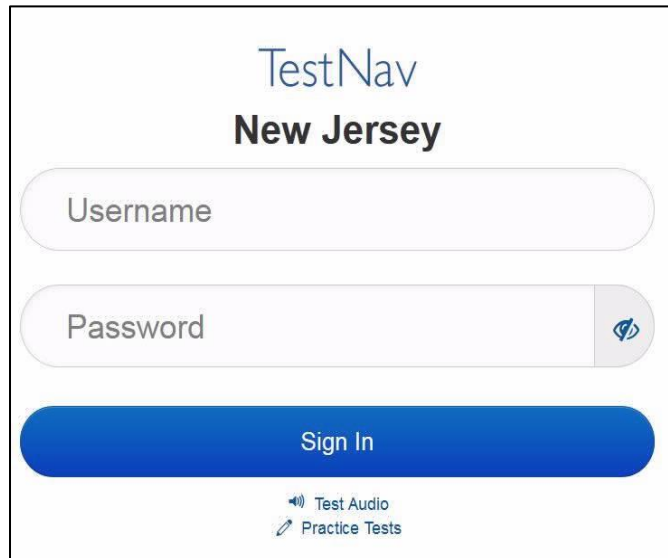 TestNav
New Jersey
Username
Password
Sign In
Test Audio
Practice Tests